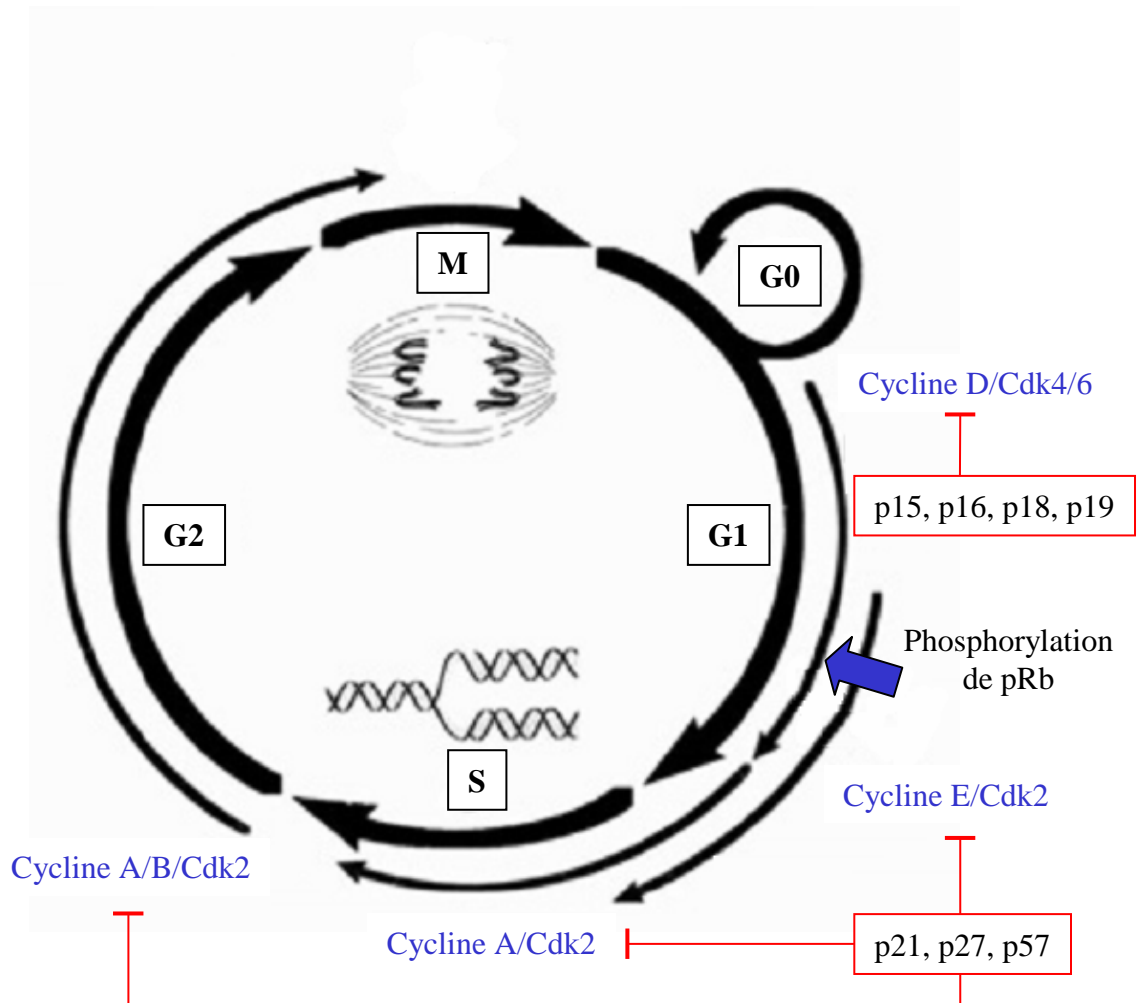 M
G0
Cycline D/Cdk4/6
p15, p16, p18, p19
G2
G1
Phosphorylation
de pRb
S
Cycline E/Cdk2
Cycline A/B/Cdk2
Cycline A/Cdk2
p21, p27, p57